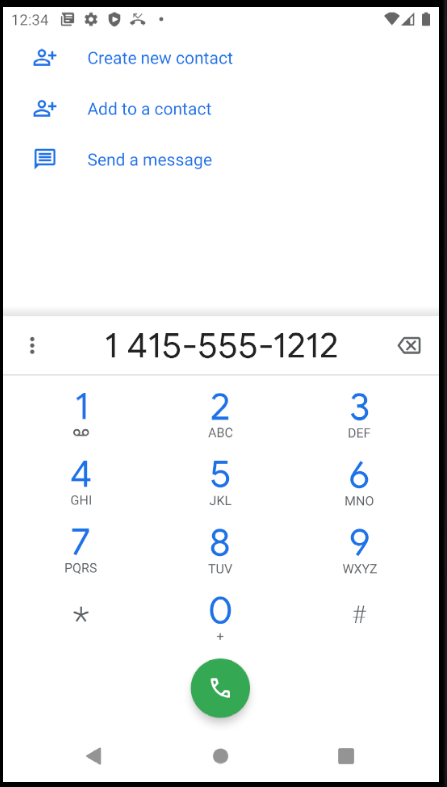 12:34
Create new contact
Add to a contact
Send a message
1 415-555-1212
1 2 3
ABC DEF
4 5 6
GHI JKL MNO
7 8 9
PQRS TUV WXYZ
* 0 #
+